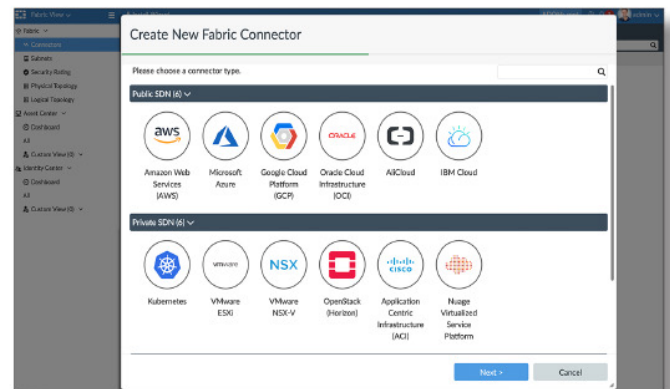 Fabric View
admin
Fabric
Connectors
Subnets
Security Rating
Physical Topology
Logical Topology
Asset Center
Dashboard
All
Custom View (0)
Identity Center
Dashboard
All
Custom View (0)
Create New Fabric Connector
Please choose a connector type.
Public SDN (6)
aws
ORACLE
Amazon Web
Services
(AWS)
Microsoft
Azure
Google Cloud
Platform
(GCP)
Oracle Cloud
Infrastructure
(OCI)
AliCloud
IBM Cloud
Private SDN (6)
vmware
NSX
CISCO
Kubernetes
VMware
ESXi
VMware
NSX-V
OpenStack
(Horizon)
Application
Centric
Infrastructure
(ACI)
Nuage
Virtualized
Service
Platform
Next >
Cancel